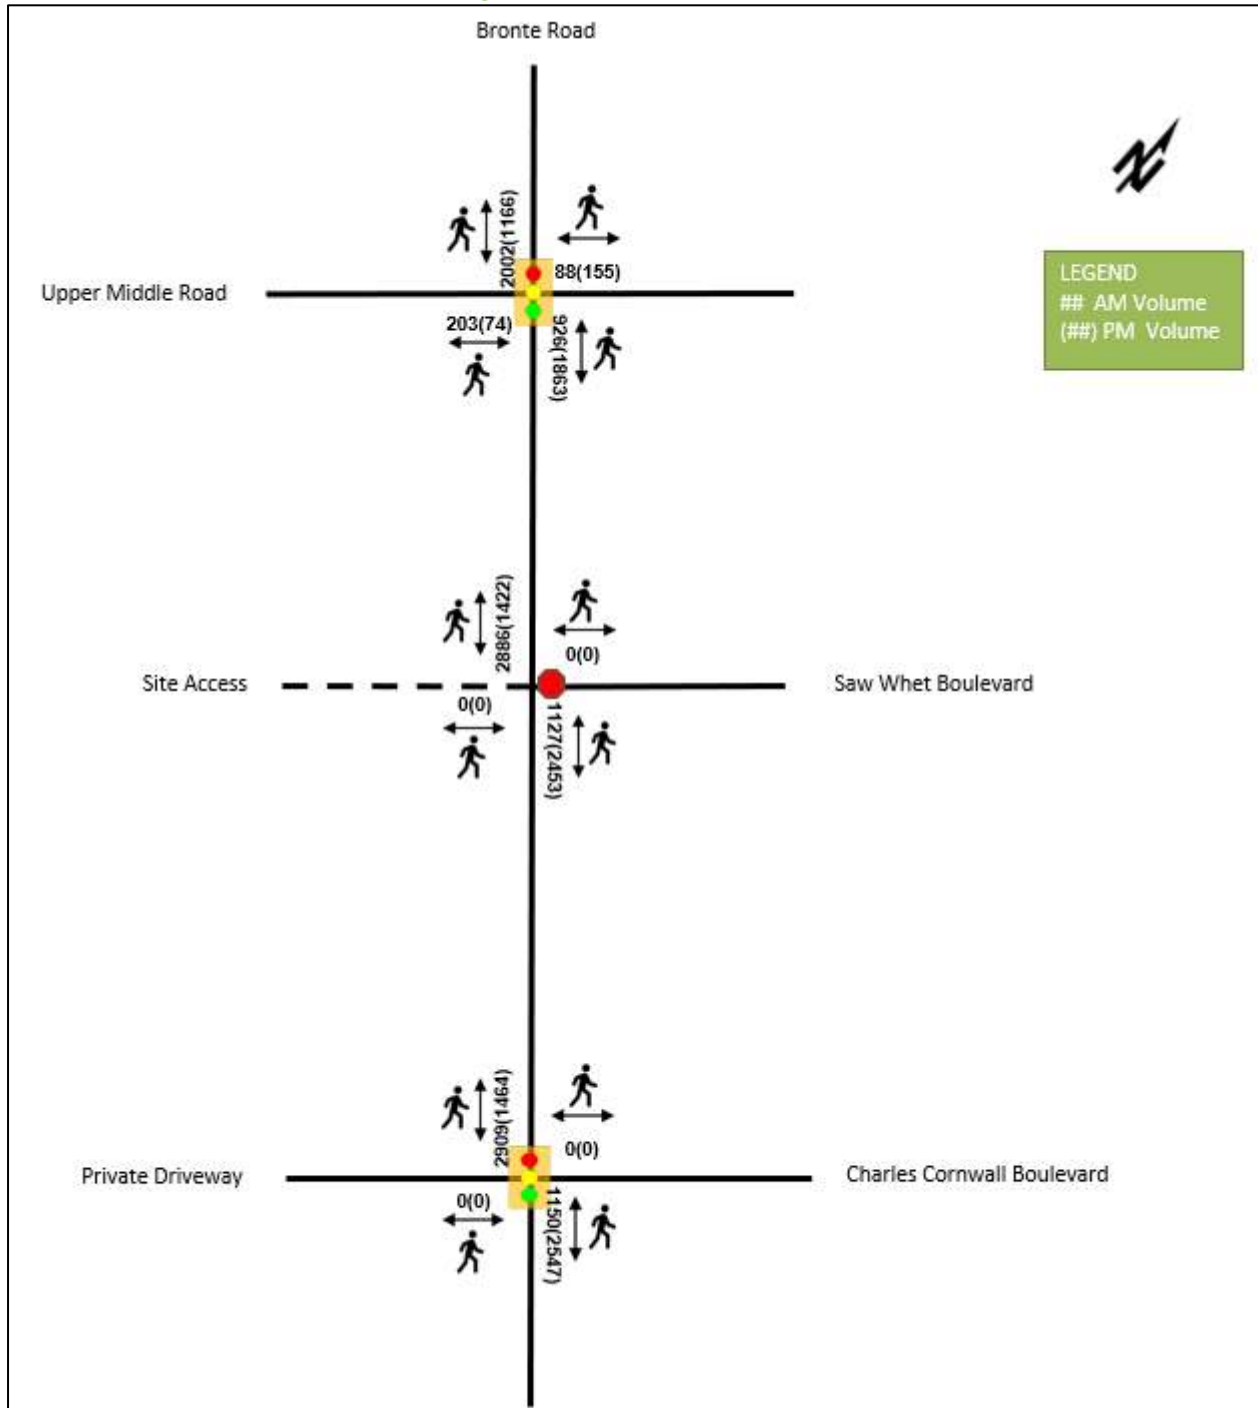 Bronte Road
2002(1166)
88(155)
Upper Middle Road
203(74)
926(1863)
LEGEND
## AM Volume
(##) PM Volume
2886(1422)
0(0)
Site Access
Saw Whet Boulevard
0(0)
1127(2453)
2909(1464)
0(0)
Private Driveway
Charles Cornwall Boulevard
0(0)
1150(2547)